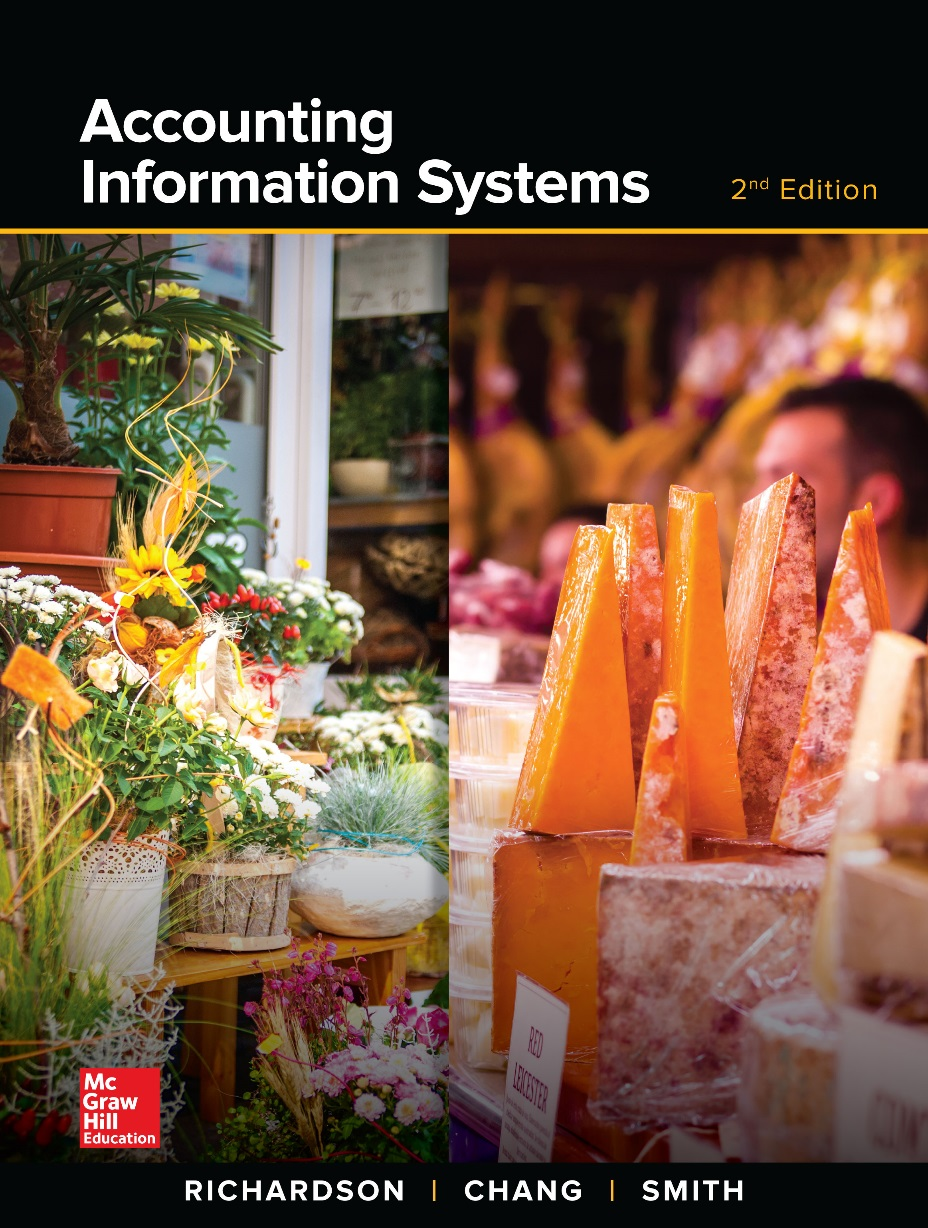 Accounting
Information Systems
2nd Edition
RED
LEICESTER
Mc
Graw
Hill
Education
RICHARDSON | CHANG | SMITH